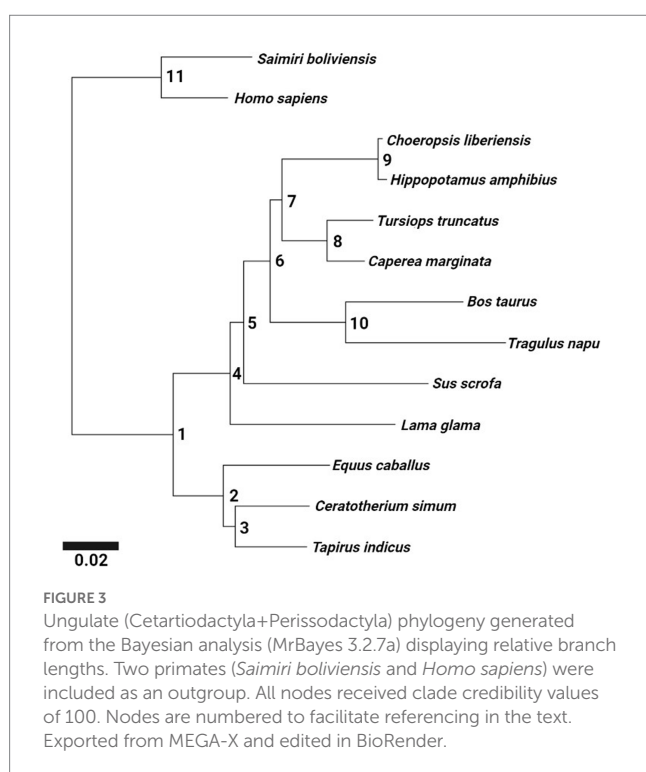 Saimiri boliviensis
11
Homo sapiens
Choeropsis liberiensis
9
Hippopotamus amphibius
7
Tursiops truncatus
8
Caperea marginata
6
Bos taurus
5
10
Tragulus napu
4
Sus scrofa
Lama glama
1
Equus caballus
2
Ceratotherium simum
3
Tapirus indicus
0.02
FIGURE 3
Ungulate (Cetartiodactyla+Perissodactyla) phylogeny generated
from the Bayesian analysis (MrBayes 3.2.7a) displaying relative branch
lengths. Two primates (Saimiri boliviensis and Homo sapiens) were
included as an outgroup. All nodes received clade credibility values
of 100. Nodes are numbered to facilitate referencing in the text.
Exported from MEGA-X and edited in BioRender.